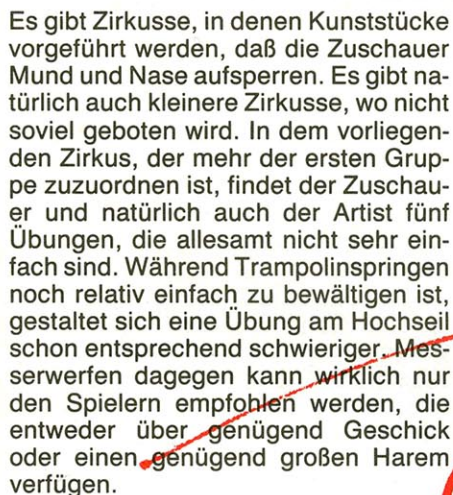 Es gibt Zirkusse, in denen Kunststücke
vorgeführt werden, daß die Zuschauer
Mund und Nase aufsperren. Es gibt na-
türlich auch kleinere Zirkusse, wo nicht
soviel geboten wird. In dem vorliegen-
den Zirkus, der mehr der ersten Grup-
pe zuzuordnen ist, findet der Zuschau-
er und natürlich auch der Artist fünf
Übungen, die allesamt nicht sehr ein-
fach sind. Während Trampolinspringen
noch relativ einfach zu bewältigen ist,
gestaltet sich eine Übung am Hochseil
schon entsprechend schwieriger. Mes-
serwerfen dagegen kann wirklich nur
den Spielern empfohlen werden, die
entweder über genügend Geschick
oder einen genügend großen Harem
verfügen.